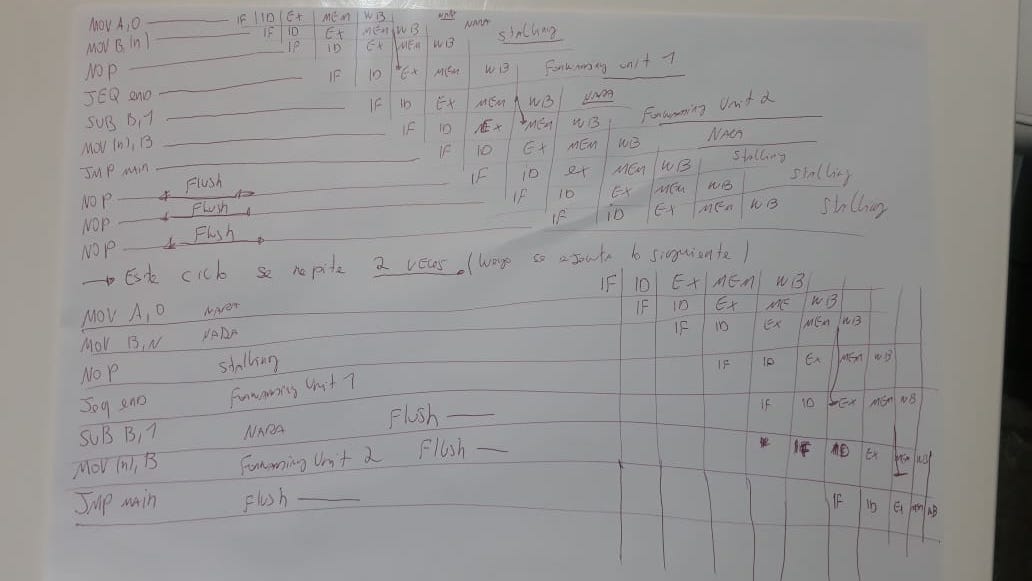 MOV A,0 IF ID EX MEM WB NADA
MOV B,(n) IF ID EX MEM WB NADA
NOP IF ID EX MEM WB Stalling
JEQ end IF ID EX MEM WB Forwarding Unit 1
SUB B,1 IF ID EX MEM WB NADA
MOV (n),B IF ID EX MEM WB Forwarding Unit 2
JMP main IF ID EX MEM WB NADA
NOP Flush IF ID EX MEM WB Stalling
NOP Flush IF ID EX MEM WB Stalling
NOP Flush IF ID EX MEM WB Stalling
→ Este ciclo se repite 2 veces. (luego se ejecuta lo siguiente)
MOV A,0 NADA IF ID EX MEM WB
MOV B,N NADA IF ID EX ME WB
NOP Stalling IF ID EX MEM WB
Jeq end Forwarding Unit 1 IF ID EX MEM WB
SUB B,1 NADA Flush IF ID EX MEM WB
MOV (n),B Forwarding Unit 2 Flush IF ID EX MEM WB
JMP main Flush IF ID EX MEM WB